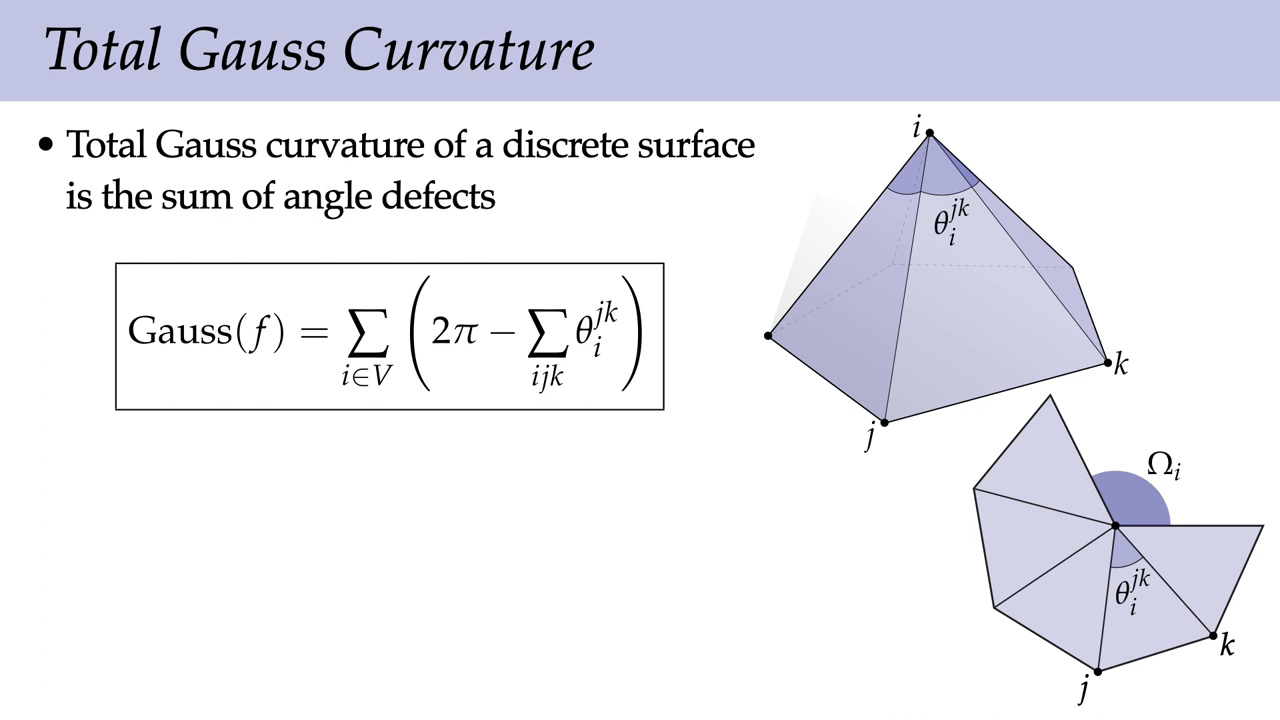 Total Gauss Curvature
• Total Gauss curvature of a discrete surface
is the sum of angle defects
Gauss(f) = ∑_{i∈V} (2π − ∑_{ijk} θ_i^{jk})
i
θ_i^{jk}
k
j
Ω_i
θ_i^{jk}
k
j